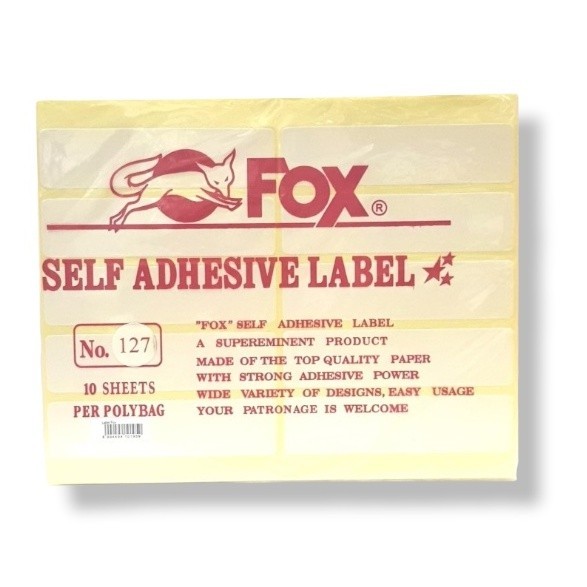 FOX®
SELF ADHESIVE LABEL
No. 127
10 SHEETS
PER POLYBAG
"FOX" SELF ADHESIVE LABEL
A SUPEREMINENT PRODUCT
MADE OF THE TOP QUALITY PAPER
WITH STRONG ADHESIVE POWER
WIDE VARIETY OF DESIGNS, EASY USAGE
YOUR PATRONAGE IS WELCOME